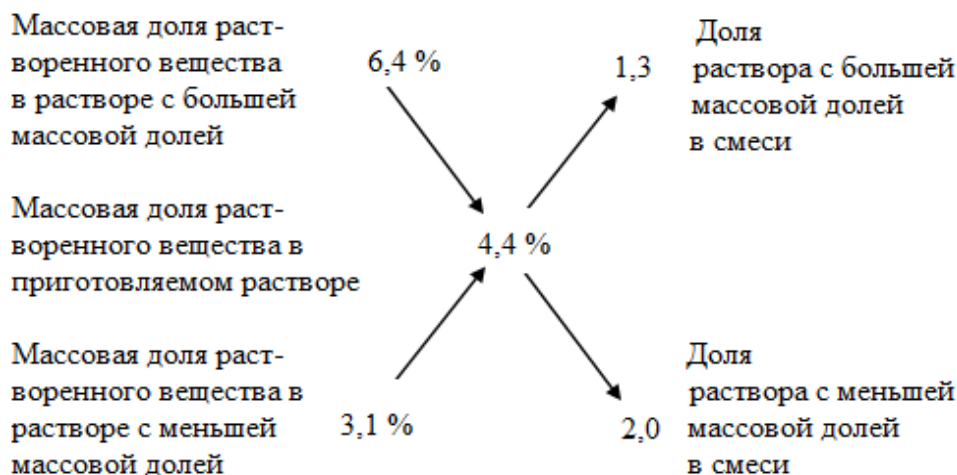 Массовая доля раст-
воренного вещества
в растворе с большей
массовой долей
6,4 %
1,3
Доля
раствора с большей
массовой долей
в смеси
Массовая доля раст-
воренного вещества в
приготовляемом растворе
4,4 %
Массовая доля раст-
воренного вещества в
растворе с меньшей
массовой долей
3,1 %
2,0
Доля
раствора с меньшей
массовой долей
в смеси